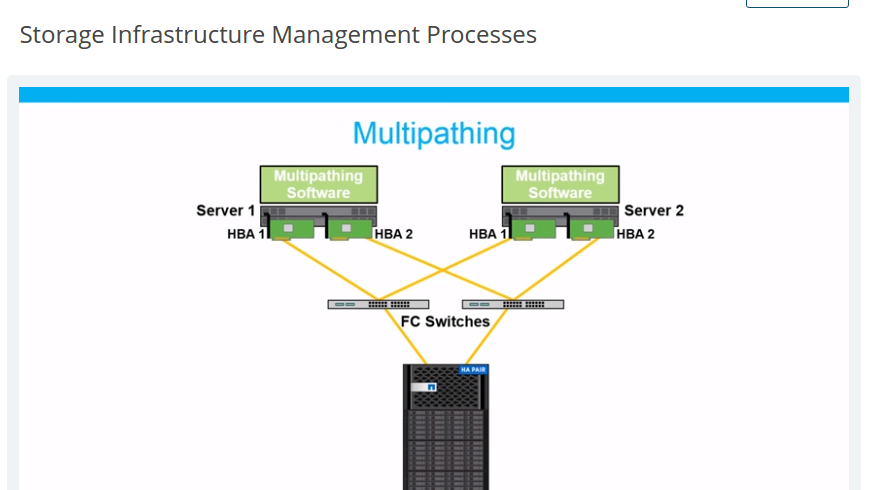 Storage Infrastructure Management Processes
Multipathing
Multipathing
Software
Multipathing
Software
Server 1
Server 2
HBA 1
HBA 2
HBA 1
HBA 2
FC Switches
HA PAIR